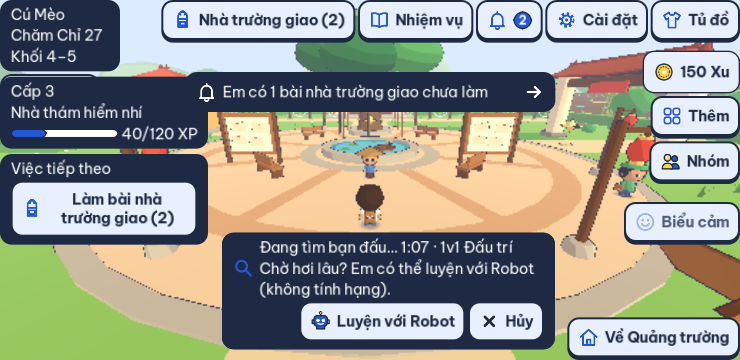 Cú Mèo
Chăm Chỉ 27
Khối 4–5
Nhà trường giao (2)
Nhiệm vụ
2
Cài đặt
Tủ đồ
150 Xu
Cấp 3
Nhà thám hiểm nhí
40/120 XP
Em có 1 bài nhà trường giao chưa làm
Thêm
Nhóm
Việc tiếp theo
Làm bài nhà
trường giao (2)
Biểu cảm
Đang tìm bạn đấu... 1:07 · 1v1 Đấu trí
Chờ hơi lâu? Em có thể luyện với Robot
(không tính hạng).
Luyện với Robot
Hủy
Về Quảng trường